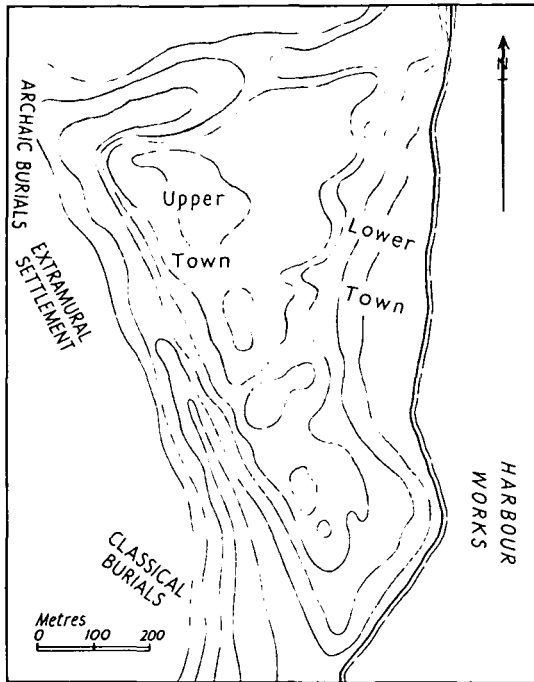 N
ARCHAIC BURIALS
EXTRAMURAL
SETTLEMENT
Upper
Town
Lower
Town
HARBOUR
WORKS
CLASSICAL
BURIALS
Metres
0 100 200